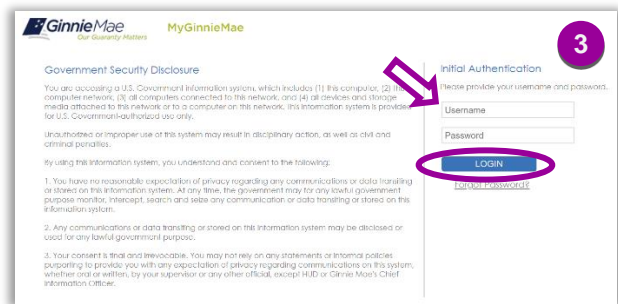 GinnieMae
Our Guaranty Matters
MyGinnieMae
3
Government Security Disclosure
You are accessing a U.S. Government information system, which includes (1) this computer, (2) this
computer network, (3) all computers connected to this network, and (4) all devices and storage
media attached to this network or to a computer on this network. This information system is provided
for U.S. Government-authorized use only.
Unauthorized or improper use of this system may result in disciplinary action, as well as civil and
criminal penalties.
By using this information system, you understand and consent to the following:
1. You have no reasonable expectation of privacy regarding any communications or data transiting
or stored on this information system. At any time, the government may for any lawful government
purpose monitor, intercept, search and seize any communication or data transiting or stored on this
information system.
2. Any communications or data transiting or stored on this information system may be disclosed or
used for any lawful government purpose.
3. Your consent is final and irrevocable. You may not rely on any statements or informal policies
purporting to provide you with any expectation of privacy regarding communications on this system,
whether oral or written, by your supervisor or any other official, except HUD or Ginnie Mae's Chief
Information Officer.
Initial Authentication
Please provide your username and password.
Username
Password
LOGIN
Forgot Password?